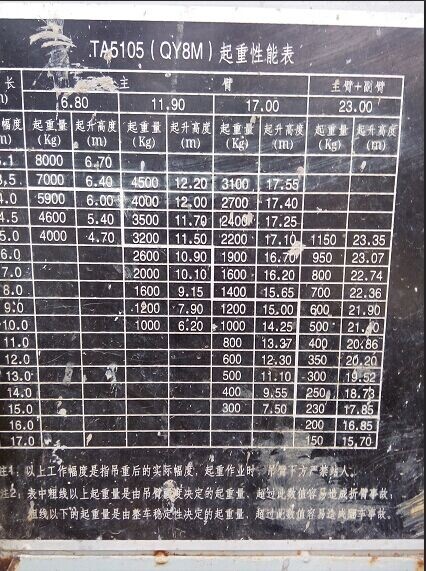 TA5105（QY8M）起重性能表
长 主 臂 主臂+副臂
6.80 11.90 17.00 23.00
幅度 起重量 起升高度 起重量 起升高度 起重量 起升高度 起重量 起升高度
(Kg) (m) (Kg) (m) (Kg) (m) (Kg) (m)
.1 8000 6.70
.5 7000 6.40 4500 12.20 3100 17.55
4.0 5900 6.00 4000 12.00 2700 17.40
4.5 4600 5.40 3500 11.70 2400 17.25
5.0 4000 4.70 3200 11.50 2200 17.10 1150 23.35
6.0 2600 10.90 1900 16.70 950 23.07
7.0 2000 10.10 1600 16.20 800 22.74
8.0 1600 9.15 1400 15.65 700 22.36
9.0 1200 7.90 1200 15.00 600 21.90
10.0 1000 6.20 1000 14.25 500
11.0 800 13.37 400 20.86
12.0 600 12.30 350 20.20
13.0 500 11.10 300 19.52
14.0 400 9.55 250 18.73
15.0 300 7.50 230 17.85
16.0 200 16.85
17.0 150 15.70
注1：以上工作幅度是指吊重后的实际幅度，起重作业时，吊臂下方严禁站人。
注2：表中粗线以上起重量是由吊臂强度决定的起重量，超过此数值容易造成折臂事故，
粗线以下的起重量是由整车稳定性决定的起重量，超过此数值容易造成翻车事故。